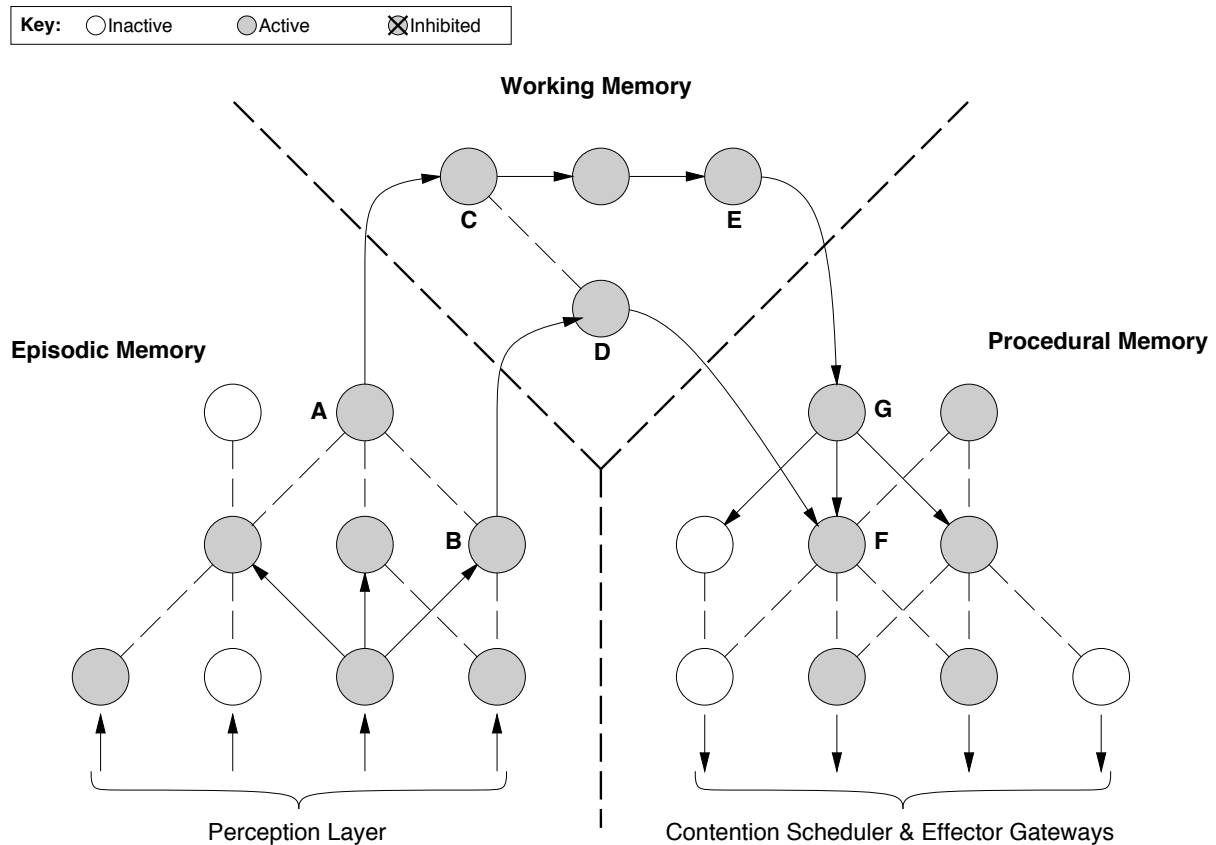 Key: Inactive Active Inhibited
Working Memory
C
E
D
Episodic Memory
Procedural Memory
A
G
B
F
Perception Layer
Contention Scheduler & Effector Gateways